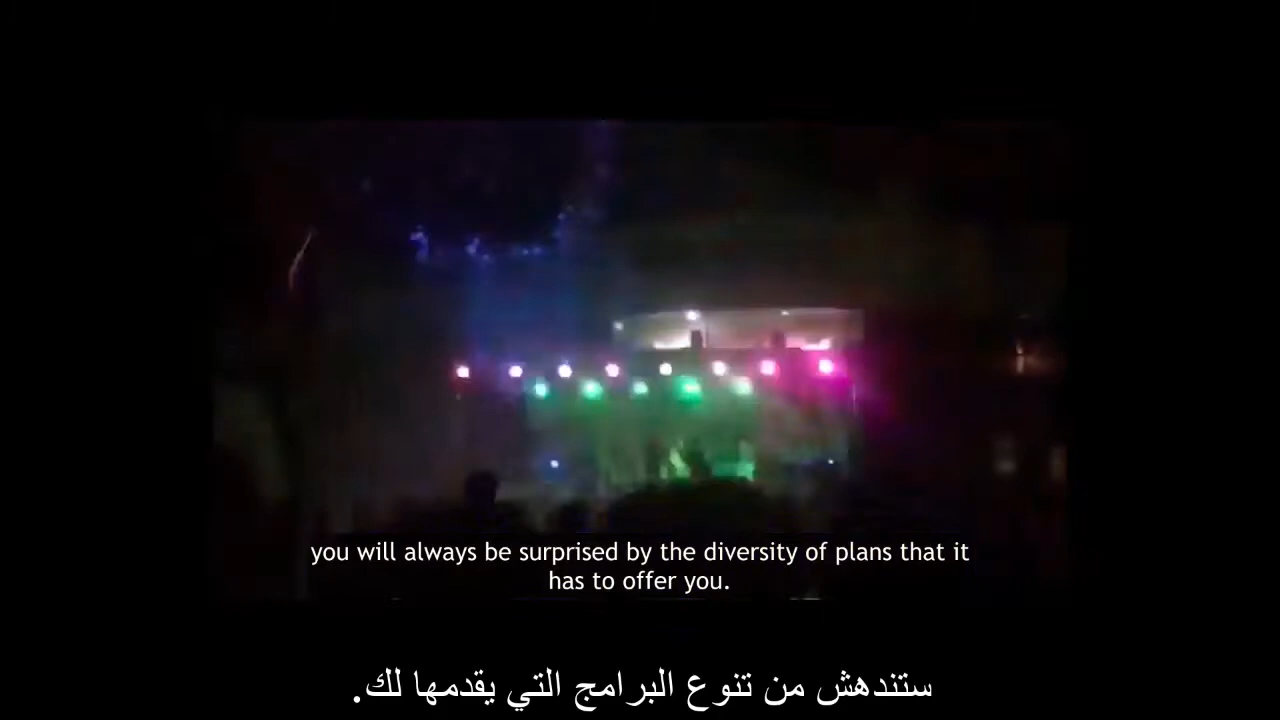 you will always be surprised by the diversity of plans that it
has to offer you.
ستندهش من تنوع البرامج التي يقدمها لك.